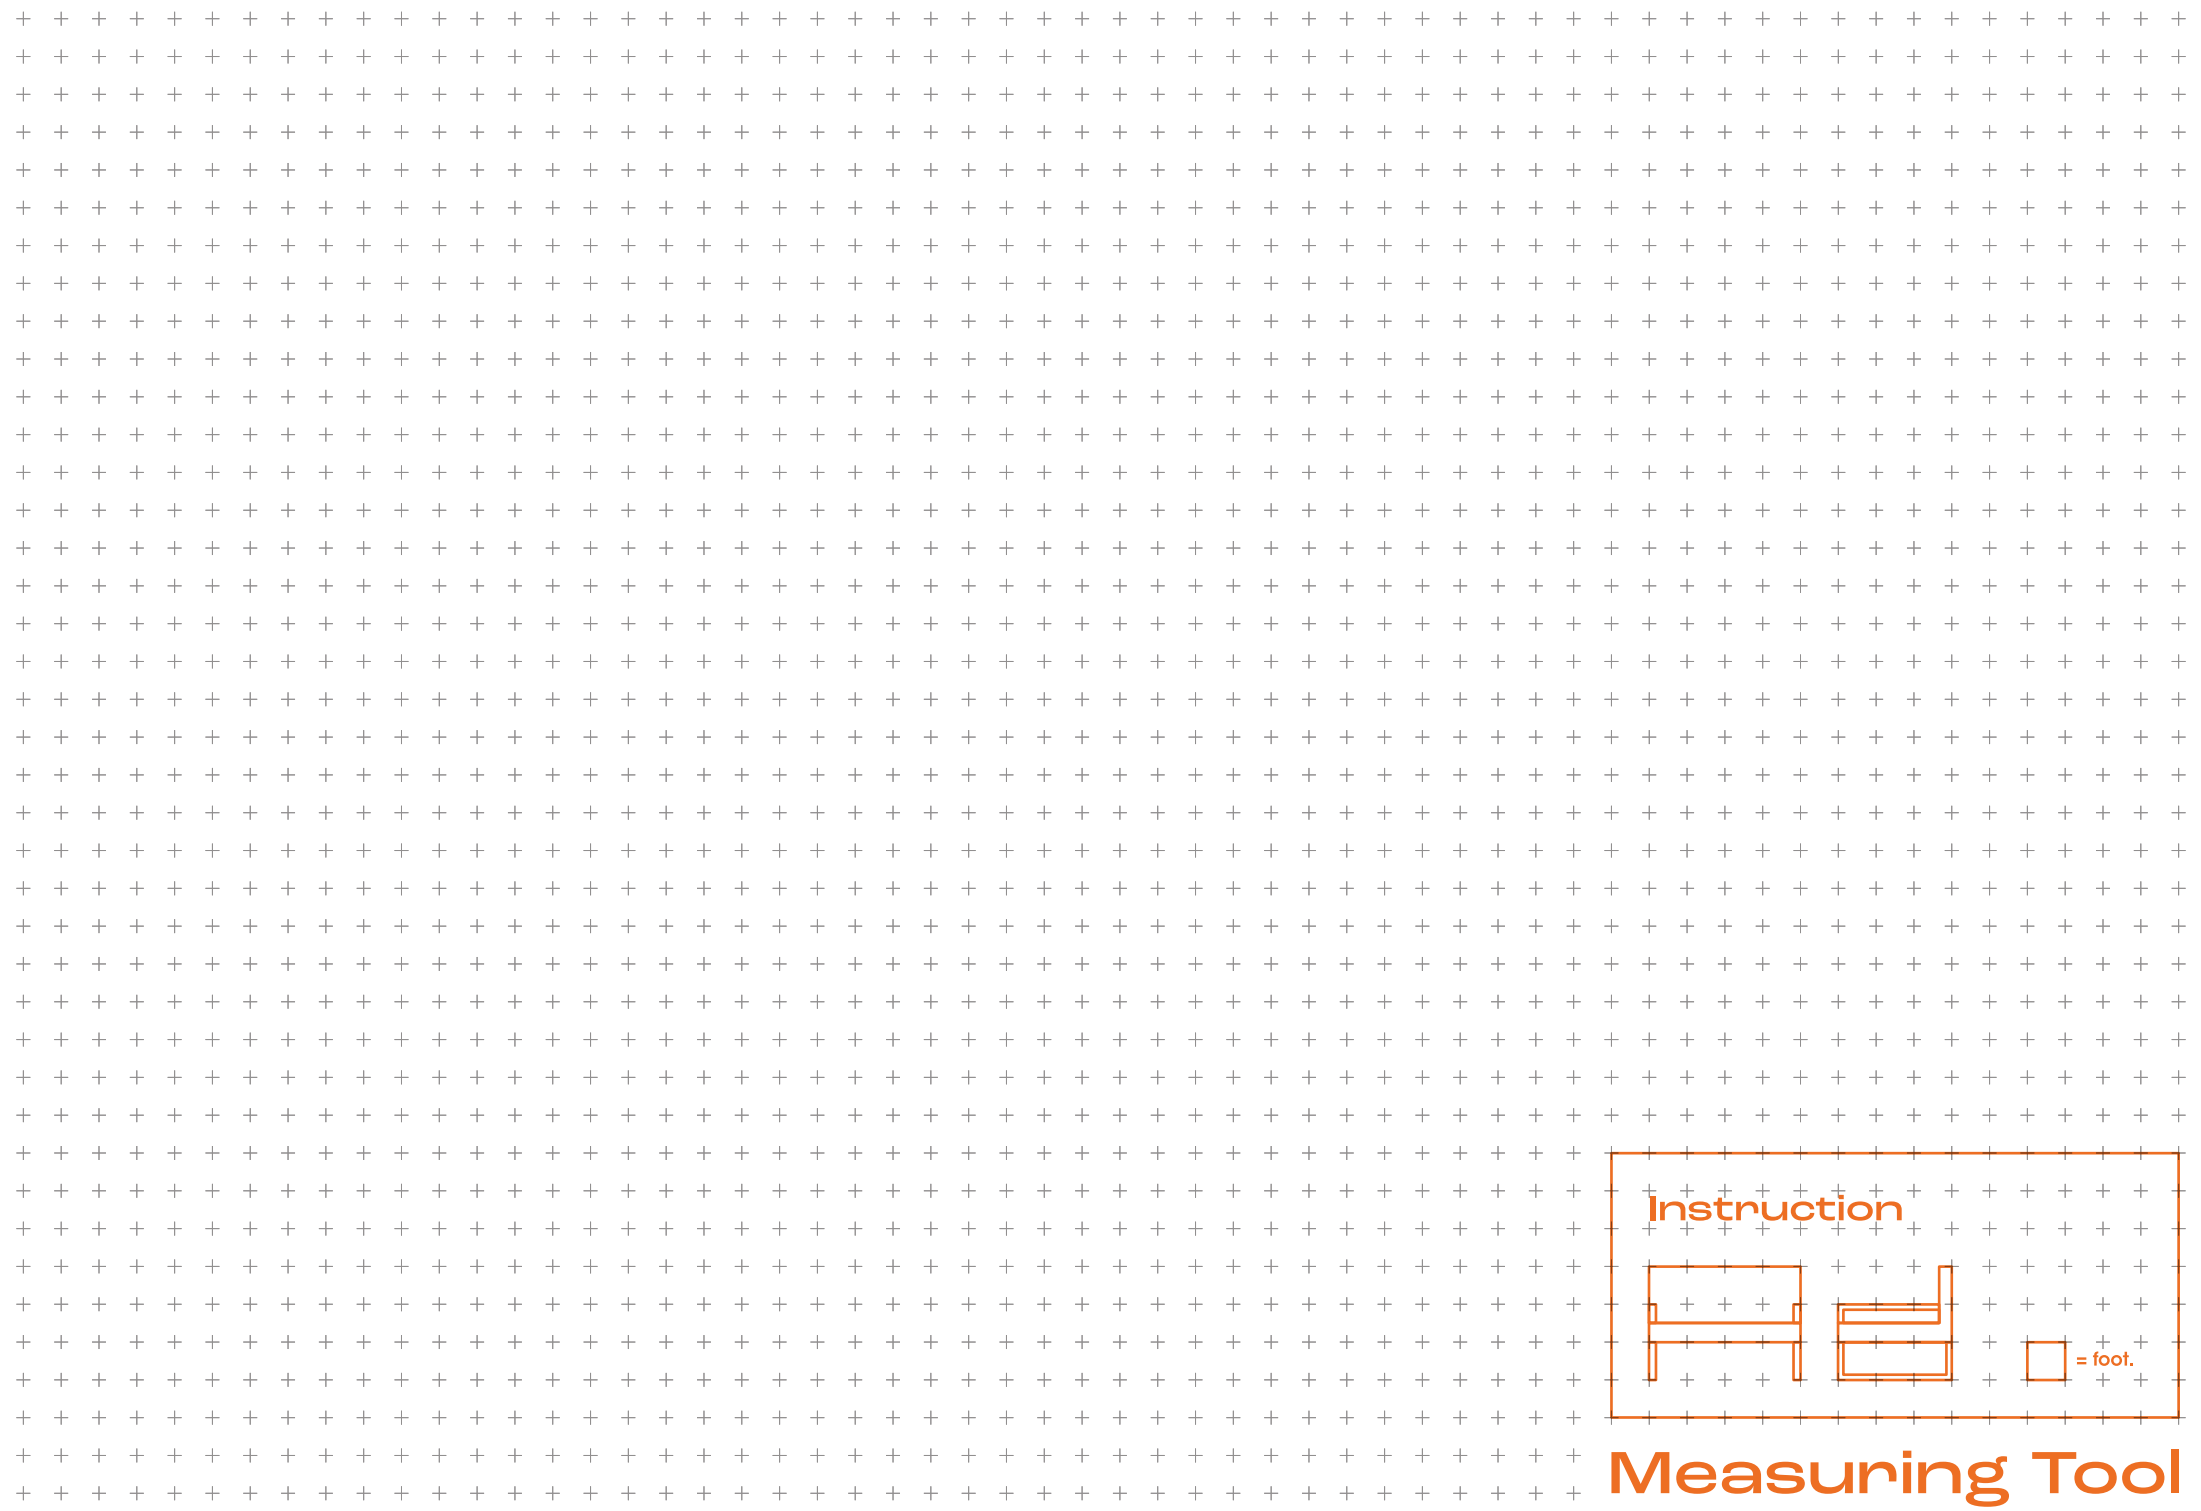 Instruction
= foot.
Measuring Tool